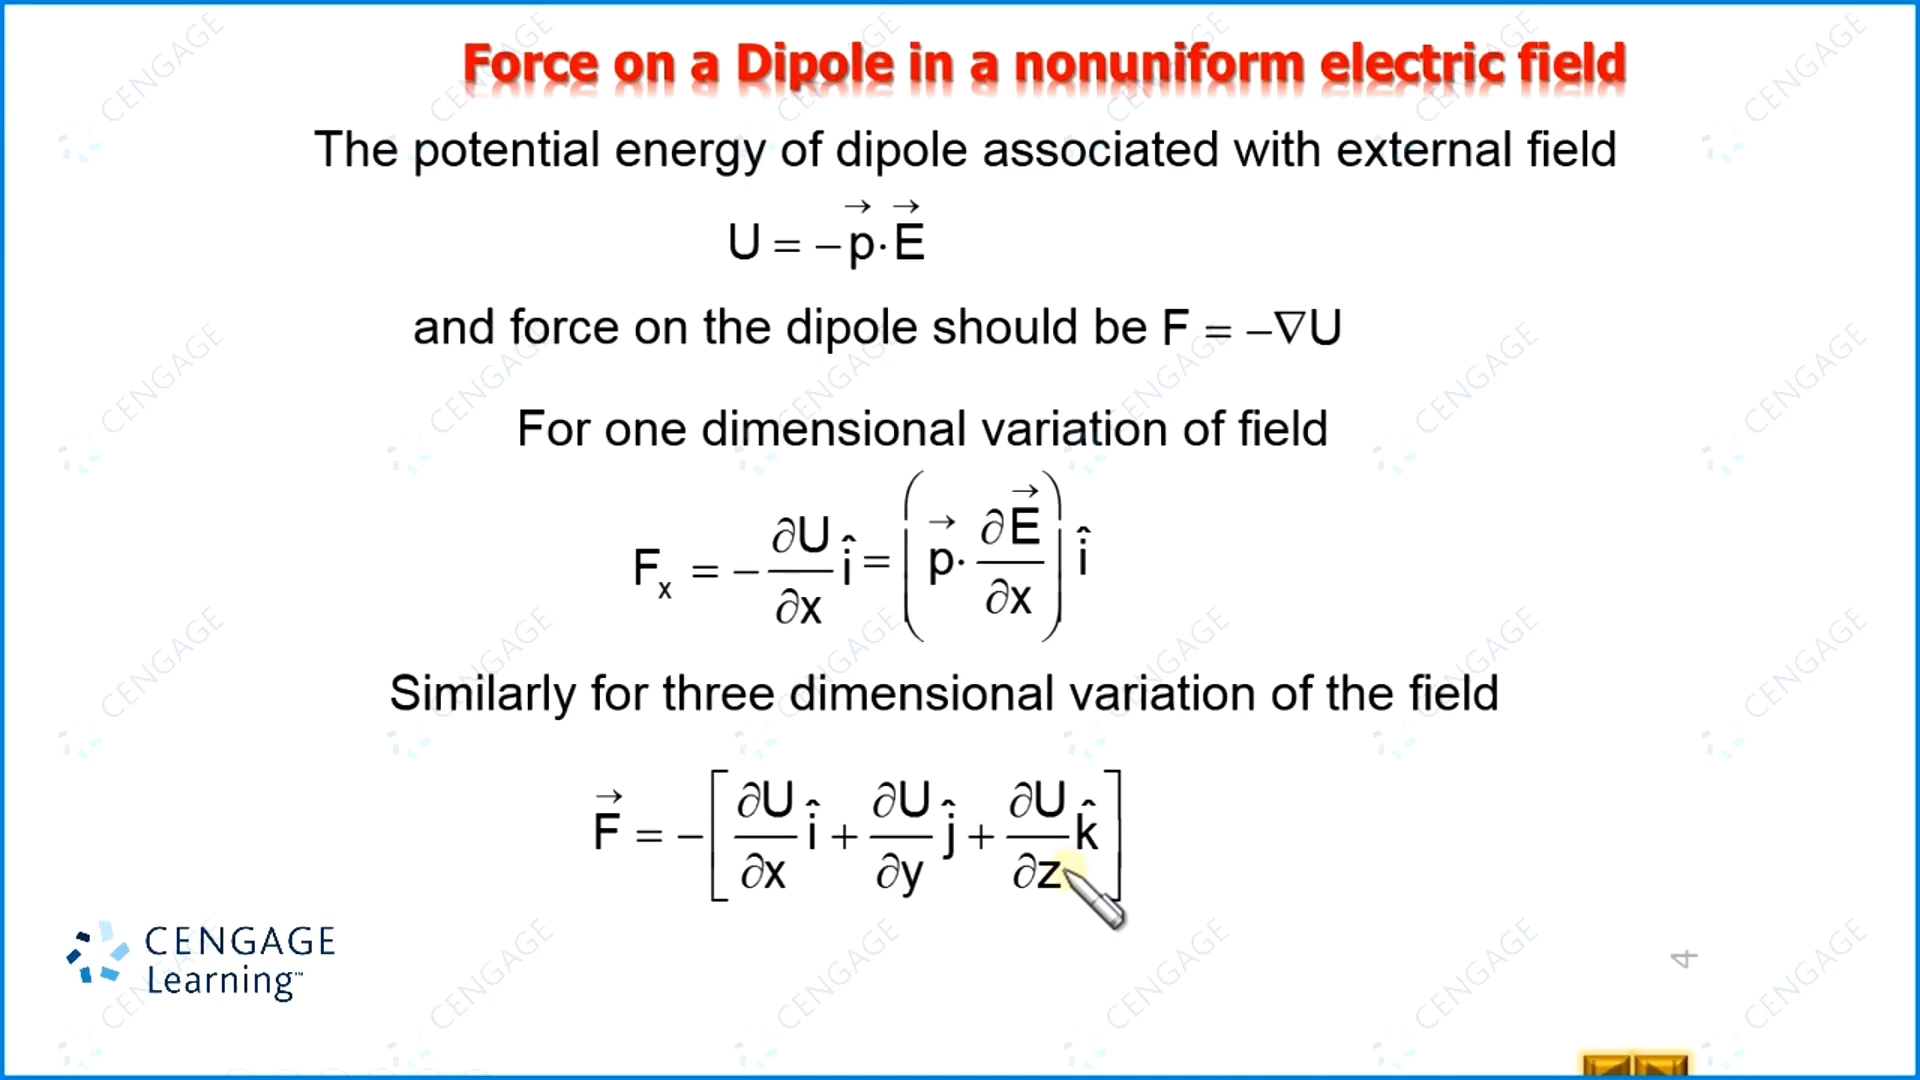 Force on a Dipole in a nonuniform electric field
The potential energy of dipole associated with external field
U = −p⃗·E⃗
and force on the dipole should be F = −∇U
For one dimensional variation of field
Fₓ = −∂U/∂x î = (p⃗·∂E⃗/∂x) î
Similarly for three dimensional variation of the field
F⃗ = −[∂U/∂x î + ∂U/∂y ĵ + ∂U/∂z k̂]
CENGAGE
Learning™
4